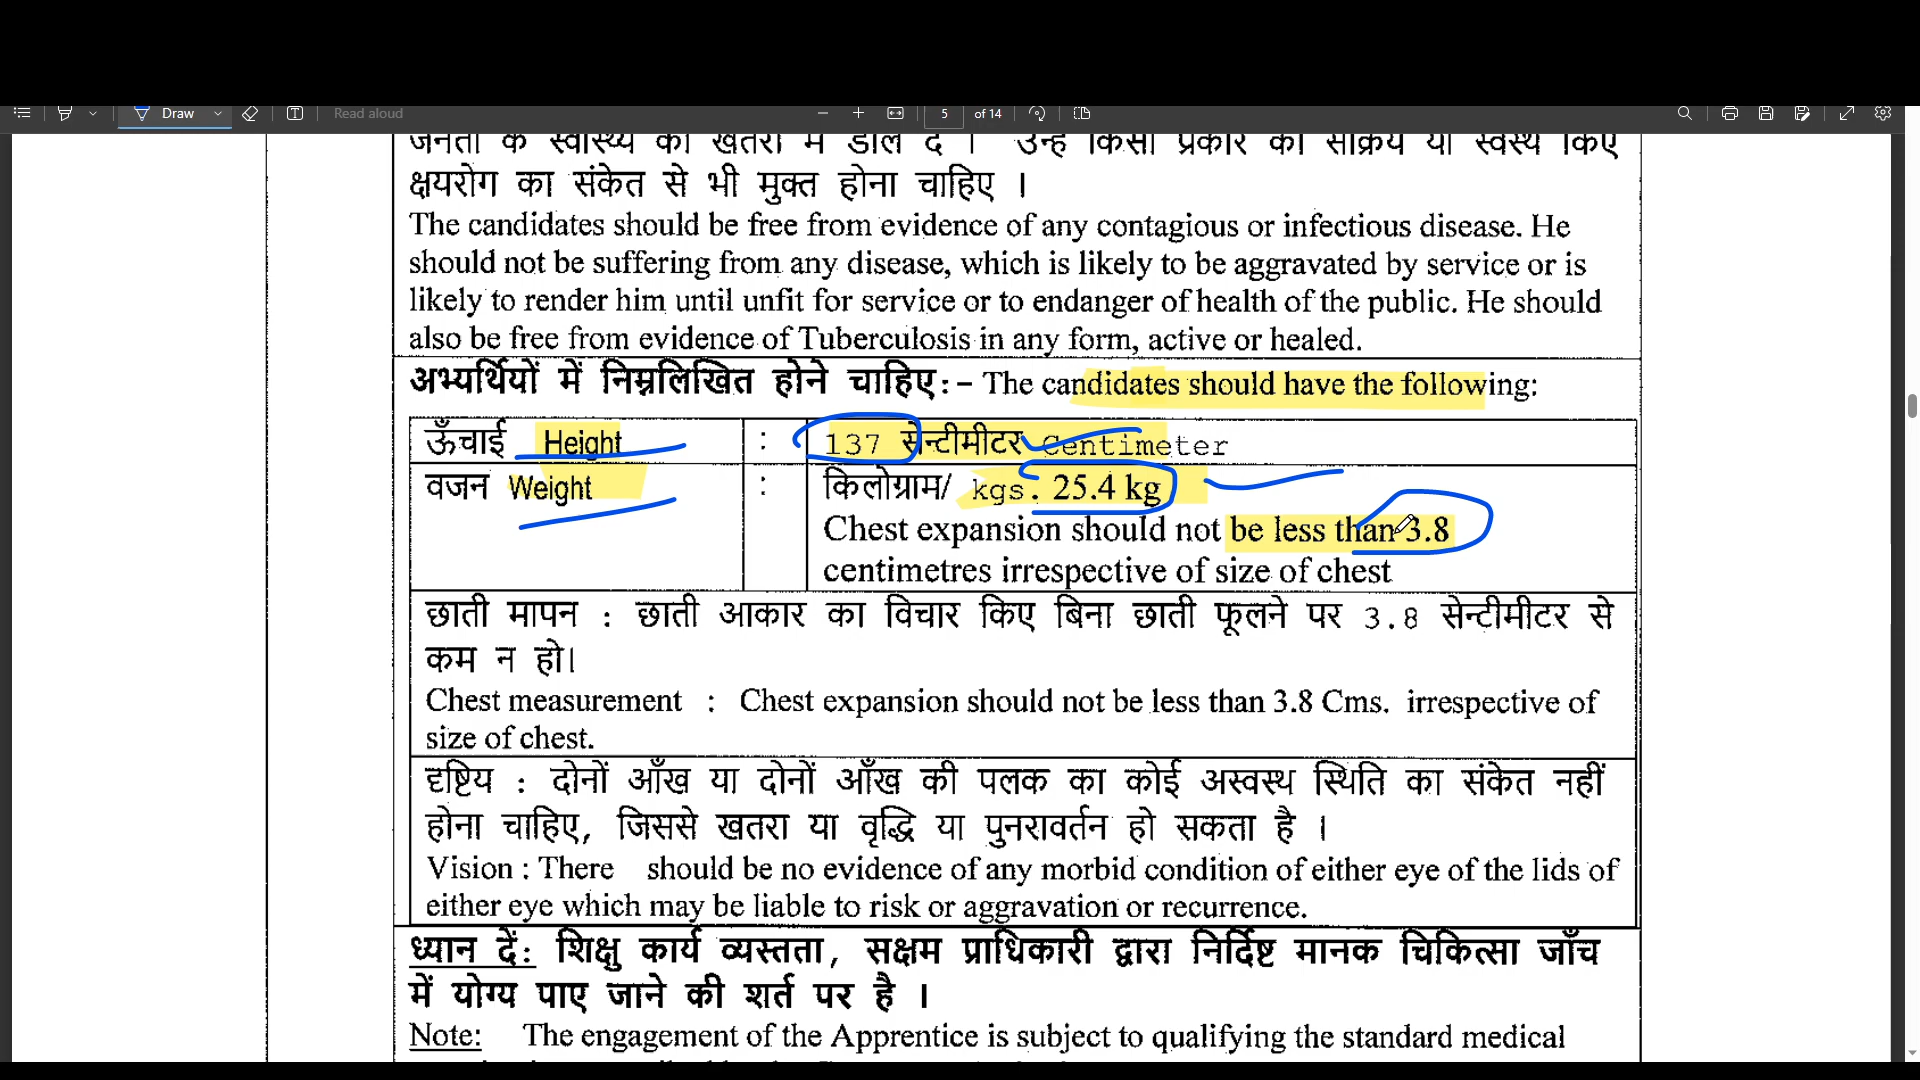 Draw
Read aloud
5 of 14
जनता के स्वास्थ्य को खतरा में डाल दे । उन्हें किसी प्रकार का सक्रिय या स्वस्थ किए
क्षयरोग का संकेत से भी मुक्त होना चाहिए ।
The candidates should be free from evidence of any contagious or infectious disease. He
should not be suffering from any disease, which is likely to be aggravated by service or is
likely to render him until unfit for service or to endanger of health of the public. He should
also be free from evidence of Tuberculosis in any form, active or healed.
अभ्यर्थियों में निम्नलिखित होने चाहिए:– The candidates should have the following:
ऊँचाई Height : 137 सेन्टीमीटर Centimeter
वजन Weight : किलोग्राम/ kgs. 25.4 kg
Chest expansion should not be less than 3.8
centimetres irrespective of size of chest
छाती मापन : छाती आकार का विचार किए बिना छाती फूलने पर 3.8 सेन्टीमीटर से
कम न हो।
Chest measurement : Chest expansion should not be less than 3.8 Cms. irrespective of
size of chest.
दृष्टिय : दोनों आँख या दोनों आँख की पलक का कोई अस्वस्थ स्थिति का संकेत नहीं
होना चाहिए, जिससे खतरा या वृद्धि या पुनरावर्तन हो सकता है ।
Vision : There should be no evidence of any morbid condition of either eye of the lids of
either eye which may be liable to risk or aggravation or recurrence.
ध्यान दें: शिक्षु कार्य व्यस्तता, सक्षम प्राधिकारी द्वारा निर्दिष्ट मानक चिकित्सा जाँच
में योग्य पाए जाने की शर्त पर है ।
Note: The engagement of the Apprentice is subject to qualifying the standard medical